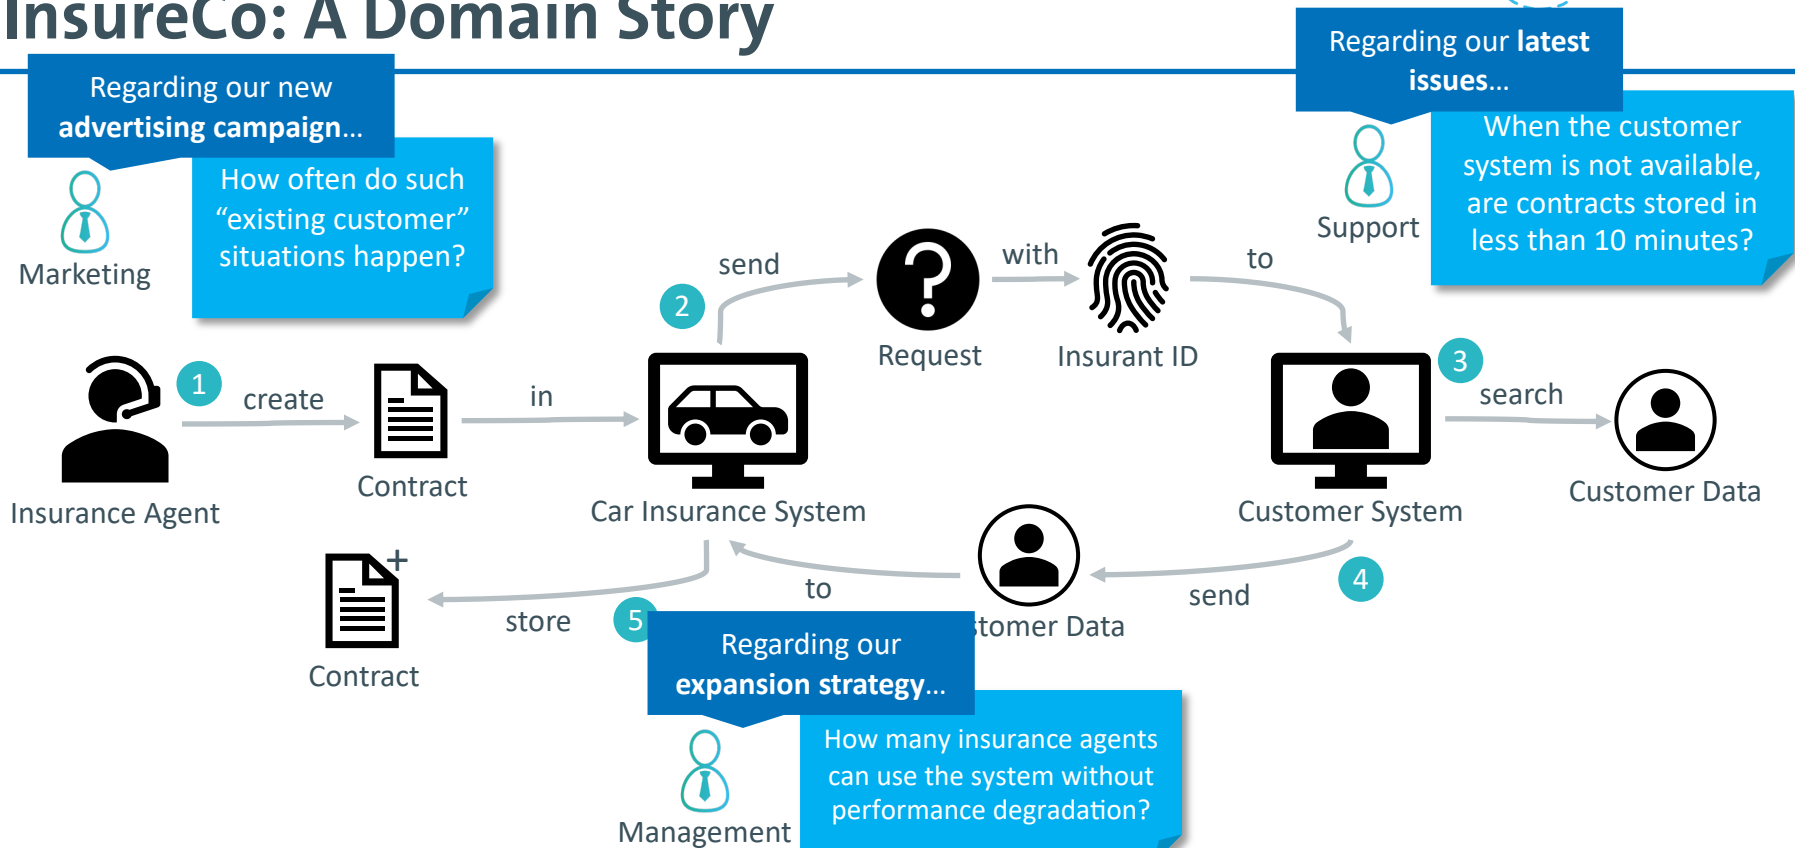 InsureCo: A Domain Story
Regarding our new
advertising campaign...
Marketing
How often do such
“existing customer”
situations happen?
Regarding our latest
issues...
Support
When the customer
system is not available,
are contracts stored in
less than 10 minutes?
1
create
in
2
send
with
to
3
search
Request
Insurant ID
Insurance Agent
Contract
Car Insurance System
Customer System
Customer Data
+
Contract
store
5
to
stomer Data
send
4
Regarding our
expansion strategy...
Management
How many insurance agents
can use the system without
performance degradation?